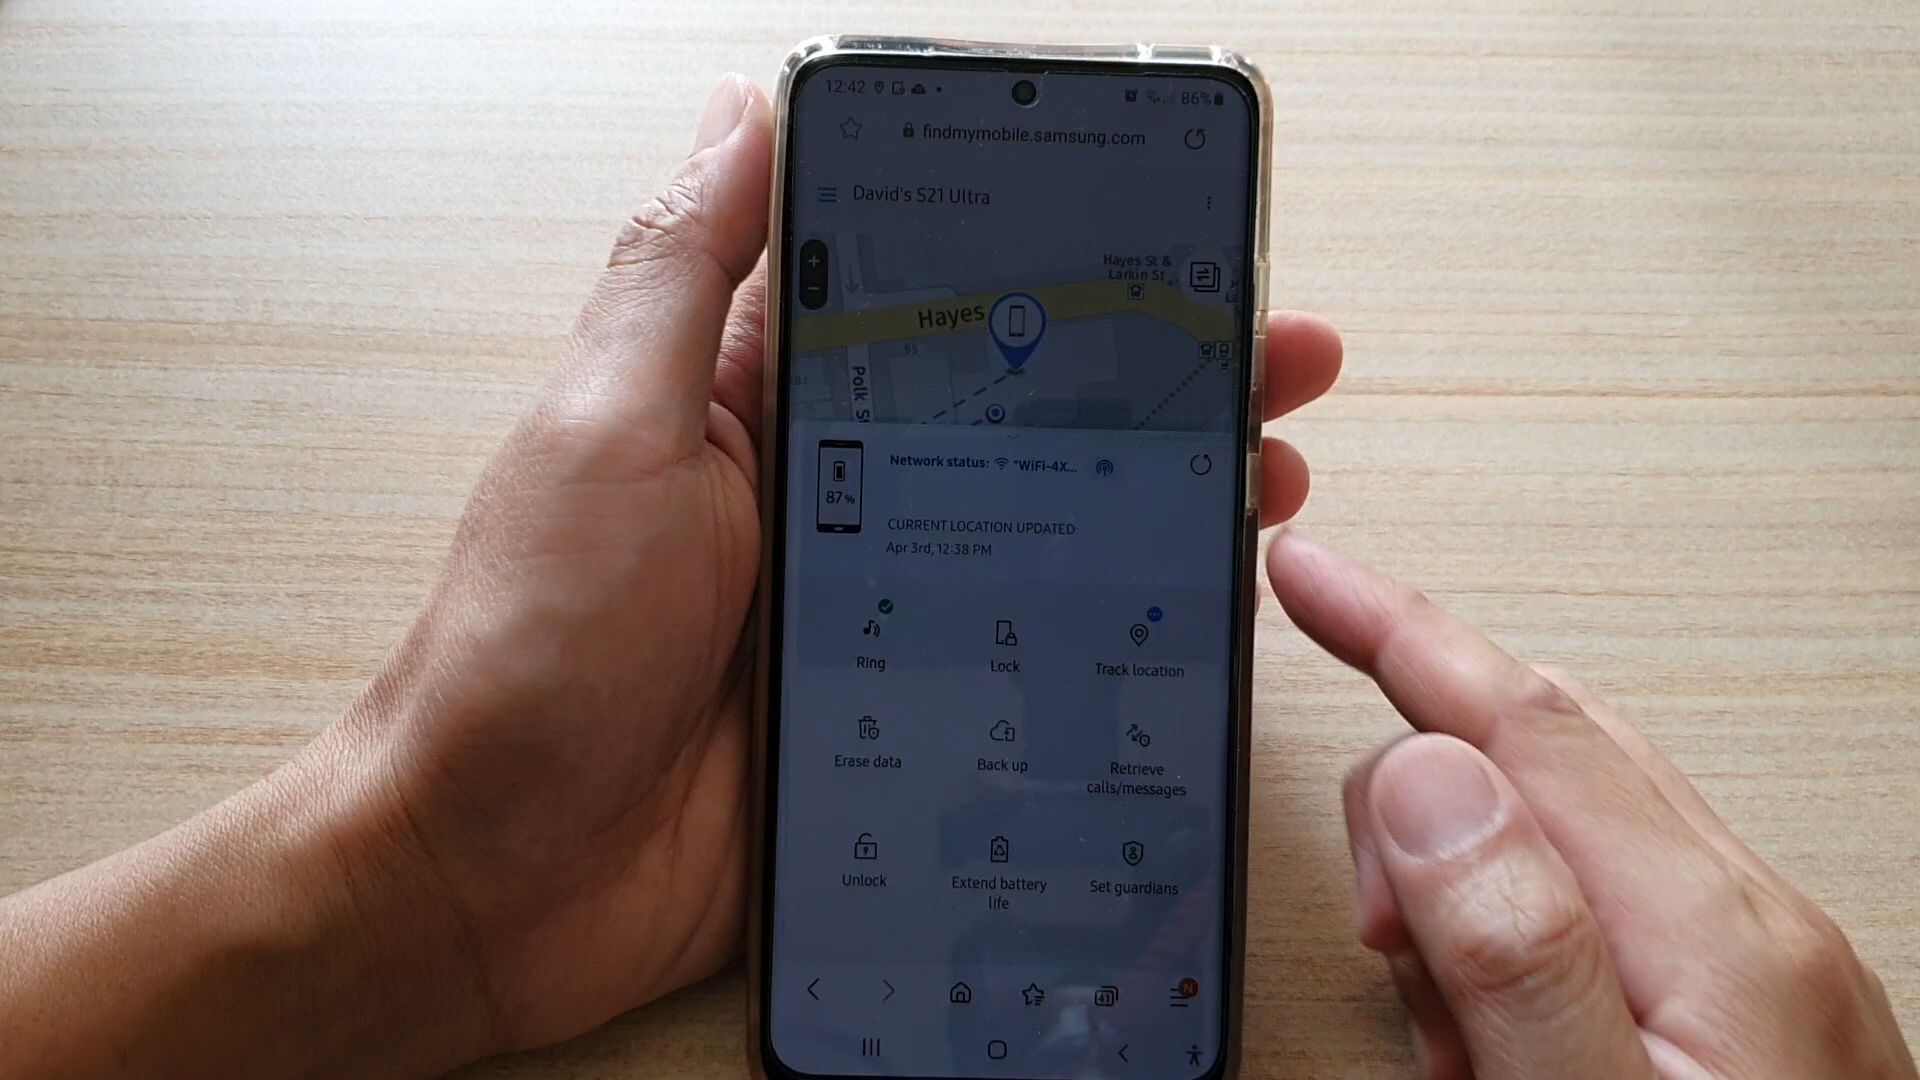 12:42
86%
findmymobile.samsung.com
David's S21 Ultra
+
Hayes St &
Larkin St
−
Hayes
95
Polk S
Network status: "WiFi-4X...
87%
CURRENT LOCATION UPDATED:
Apr 3rd, 12:38 PM
Ring
Lock
Track location
Erase data
Back up
Retrieve
calls/messages
Unlock
Extend battery
life
Set guardians
41
N